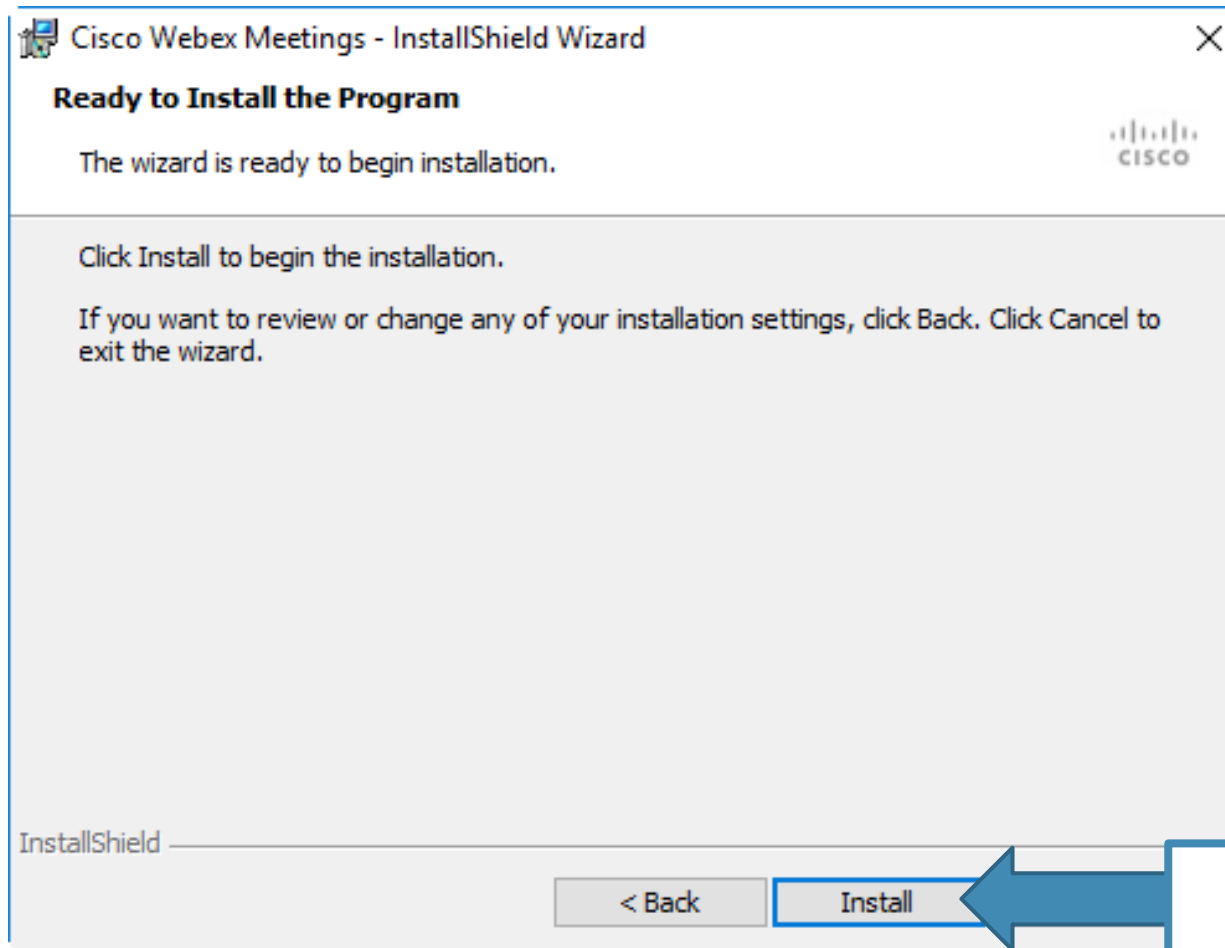 Cisco Webex Meetings - InstallShield Wizard
Ready to Install the Program
The wizard is ready to begin installation.
CISCO
Click Install to begin the installation.
If you want to review or change any of your installation settings, click Back. Click Cancel to
exit the wizard.
InstallShield
< Back
Install